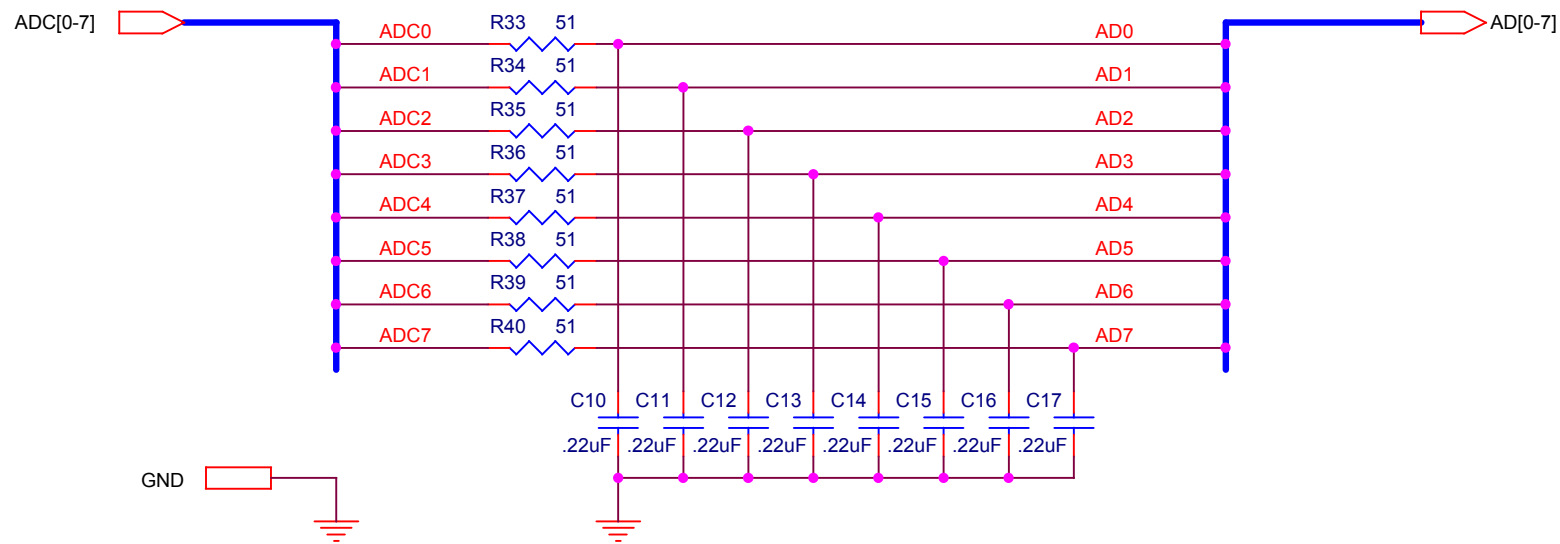 ADC[0-7] AD[0-7]
R33 51
ADC0 AD0
R34 51
ADC1 AD1
R35 51
ADC2 AD2
R36 51
ADC3 AD3
R37 51
ADC4 AD4
R38 51
ADC5 AD5
R39 51
ADC6 AD6
R40 51
ADC7 AD7
C10 C11 C12 C13 C14 C15 C16 C17
.22uF .22uF .22uF .22uF .22uF .22uF .22uF .22uF
GND